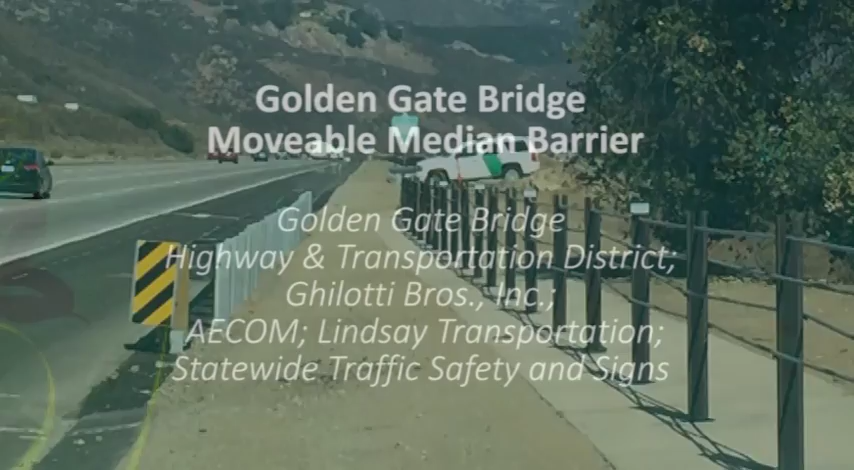 Golden Gate Bridge
Moveable Median Barrier
Golden Gate Bridge
Highway & Transportation District;
Ghilotti Bros., Inc.;
AECOM; Lindsay Transportation;
Statewide Traffic Safety and Signs